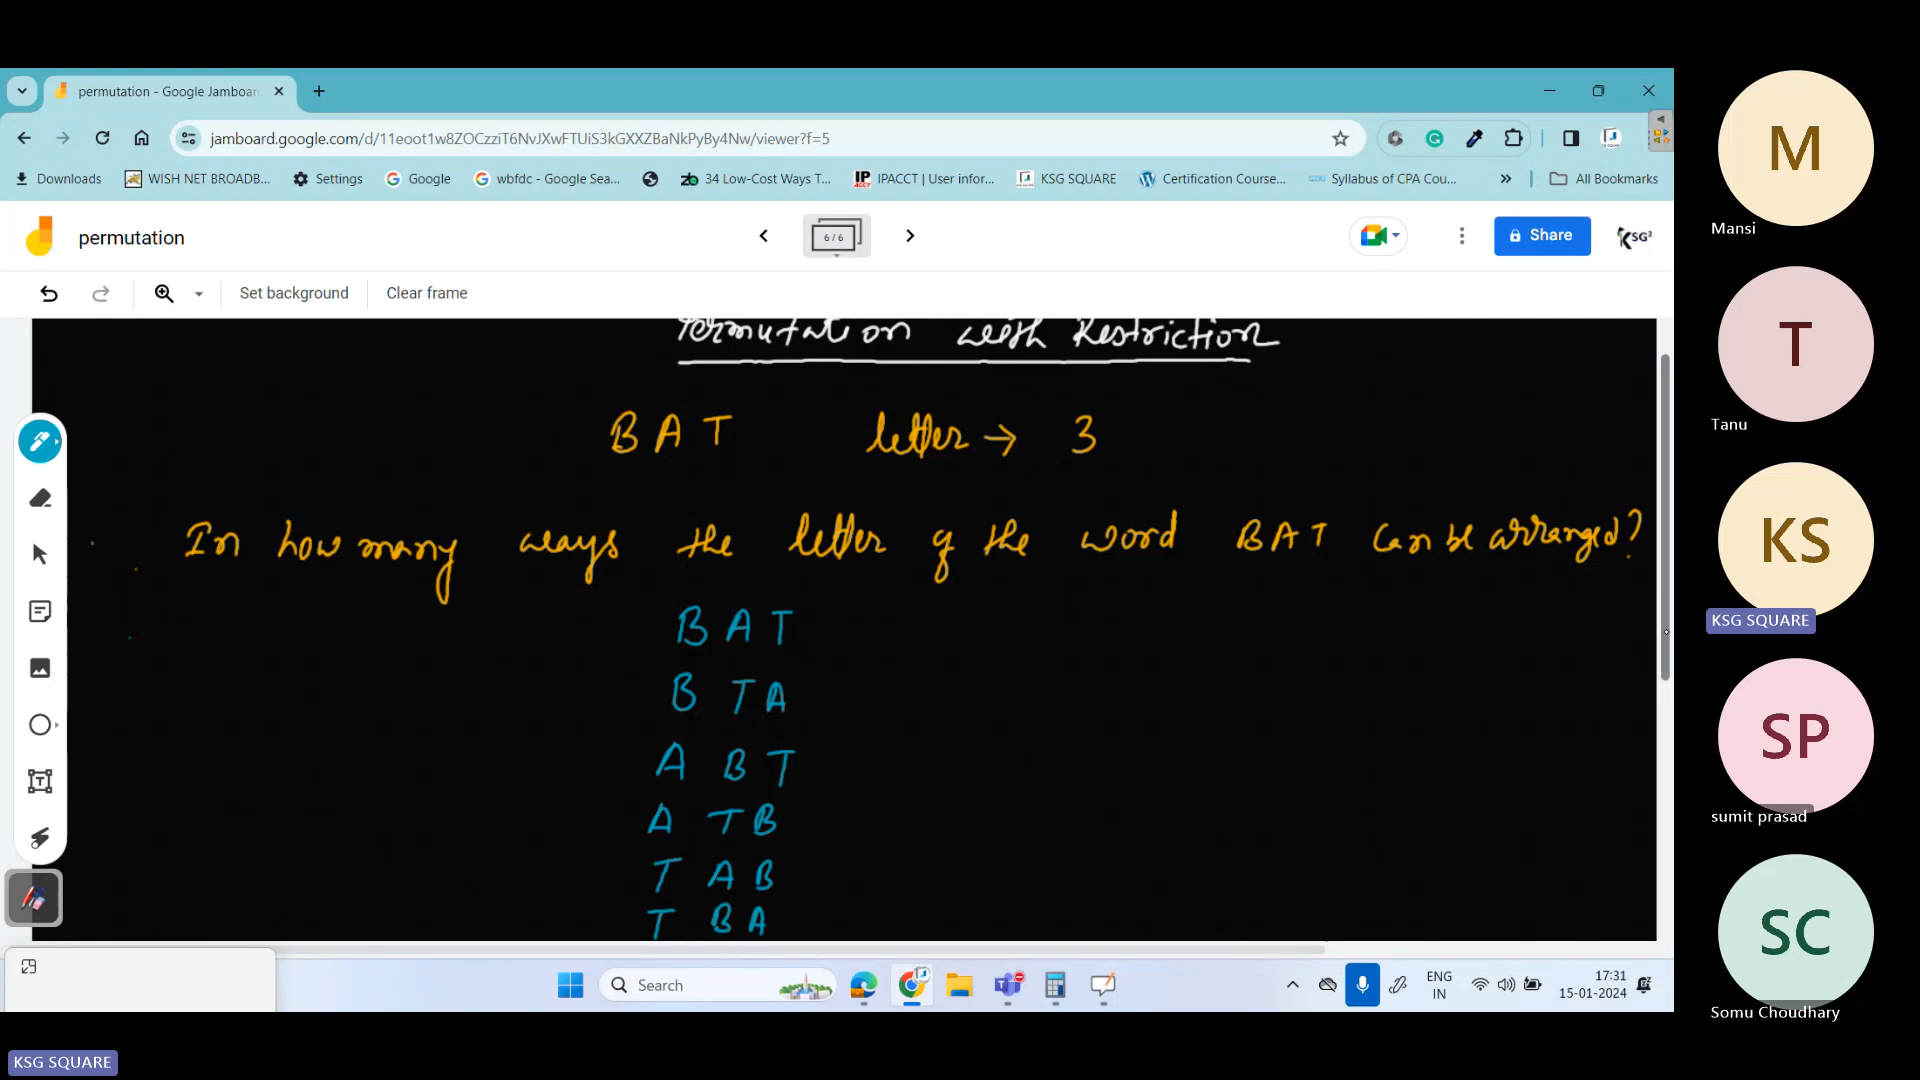 permutation - Google Jamboar
jamboard.google.com/d/11eoot1w8ZOCzziT6NvJXwFTUiS3kGXXZBaNkPyBy4Nw/viewer?f=5
Downloads WISH NET BROADB... Settings Google wbfdc - Google Sea... 34 Low-Cost Ways T... IPACCT | User infor... KSG SQUARE Certification Course... Syllabus of CPA Cou... » All Bookmarks
permutation
6 / 6
Share
KSG²
Set background Clear frame
Permutation with Restriction
BAT letter → 3
In how many ways the letter of the word BAT can be arranged?
BAT
BTA
ABT
ATB
TAB
TBA
Search
ENG
IN
17:31
15-01-2024
M
Mansi
T
Tanu
KS
KSG SQUARE
SP
sumit prasad
SC
Somu Choudhary
KSG SQUARE